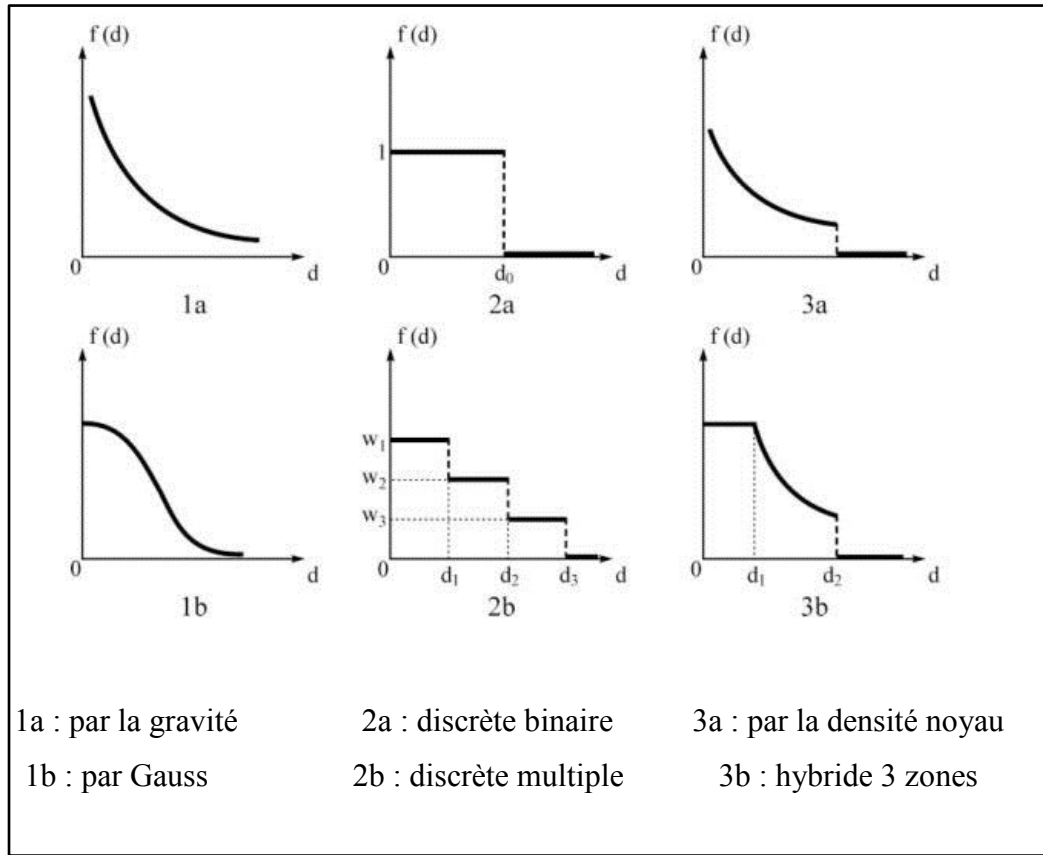 f (d) f (d) f (d)
1
0 d 0 d₀ d 0 d
1a 2a 3a
f (d) f (d) f (d)
w₁
w₂
w₃
0 d 0 d₁ d₂ d₃ d 0 d₁ d₂ d
1b 2b 3b
1a : par la gravité 2a : discrète binaire 3a : par la densité noyau
1b : par Gauss 2b : discrète multiple 3b : hybride 3 zones